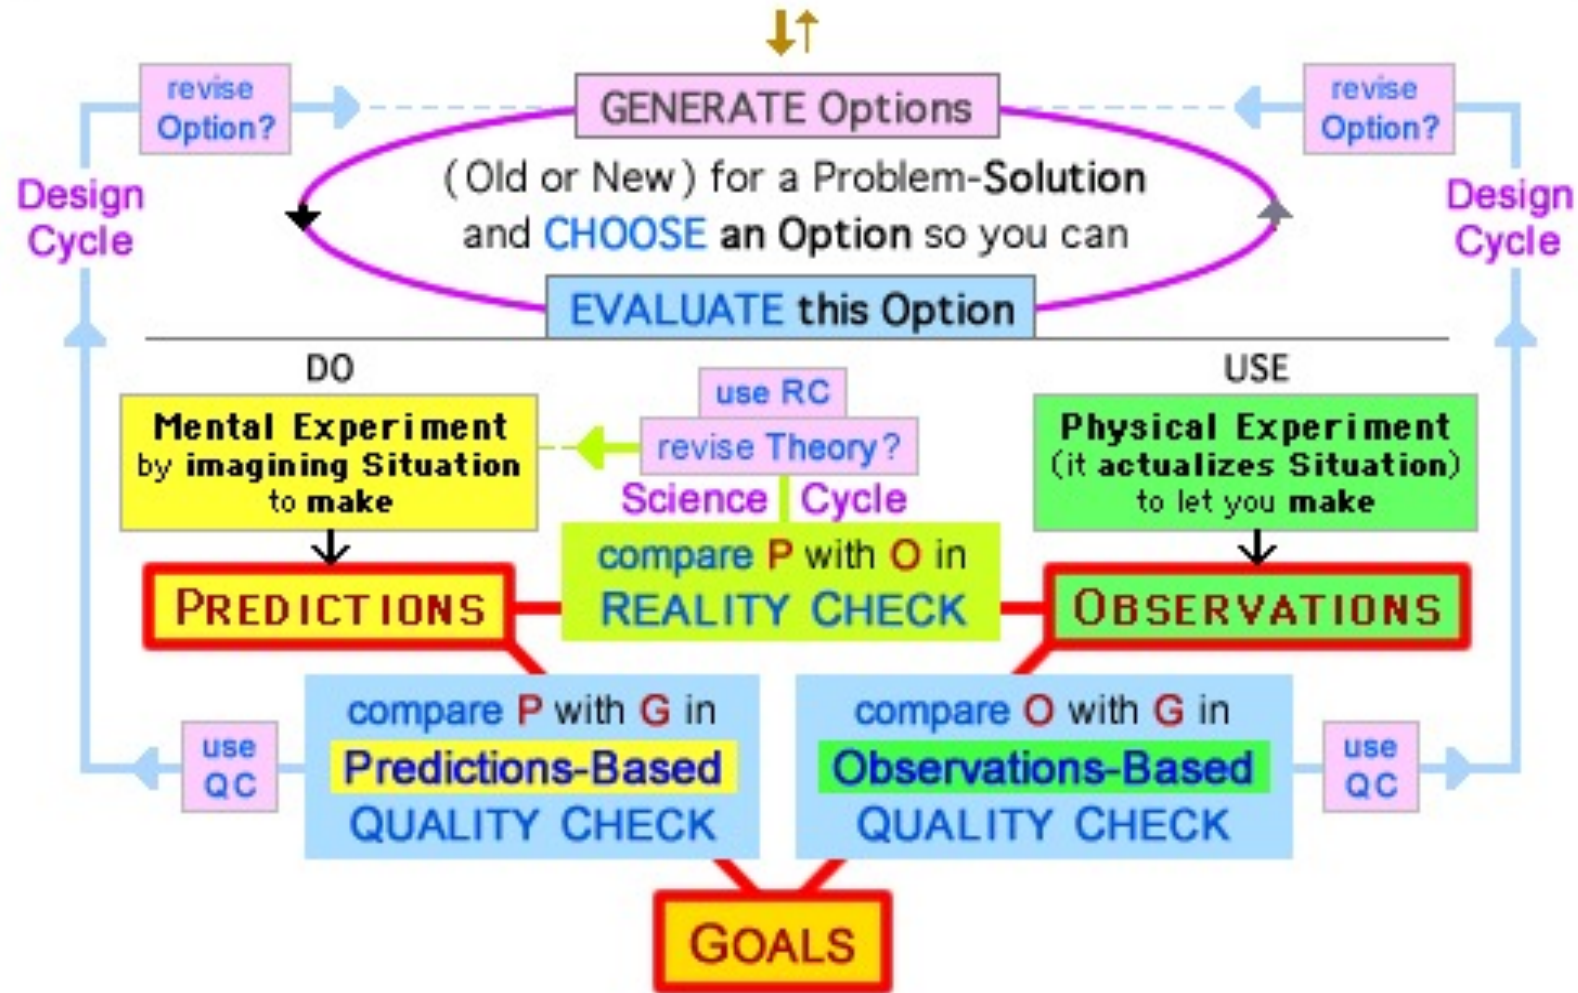 revise
Option?
GENERATE Options
revise
Option?
Design
Cycle
(Old or New) for a Problem-Solution
and CHOOSE an Option so you can
Design
Cycle
EVALUATE this Option
DO
USE
Mental Experiment
by imagining Situation
to make
use RC
revise Theory?
Science Cycle
Physical Experiment
(it actualizes Situation)
to let you make
compare P with O in
REALITY CHECK
PREDICTIONS
OBSERVATIONS
use
QC
compare P with G in
Predictions-Based
QUALITY CHECK
compare O with G in
Observations-Based
QUALITY CHECK
use
QC
GOALS